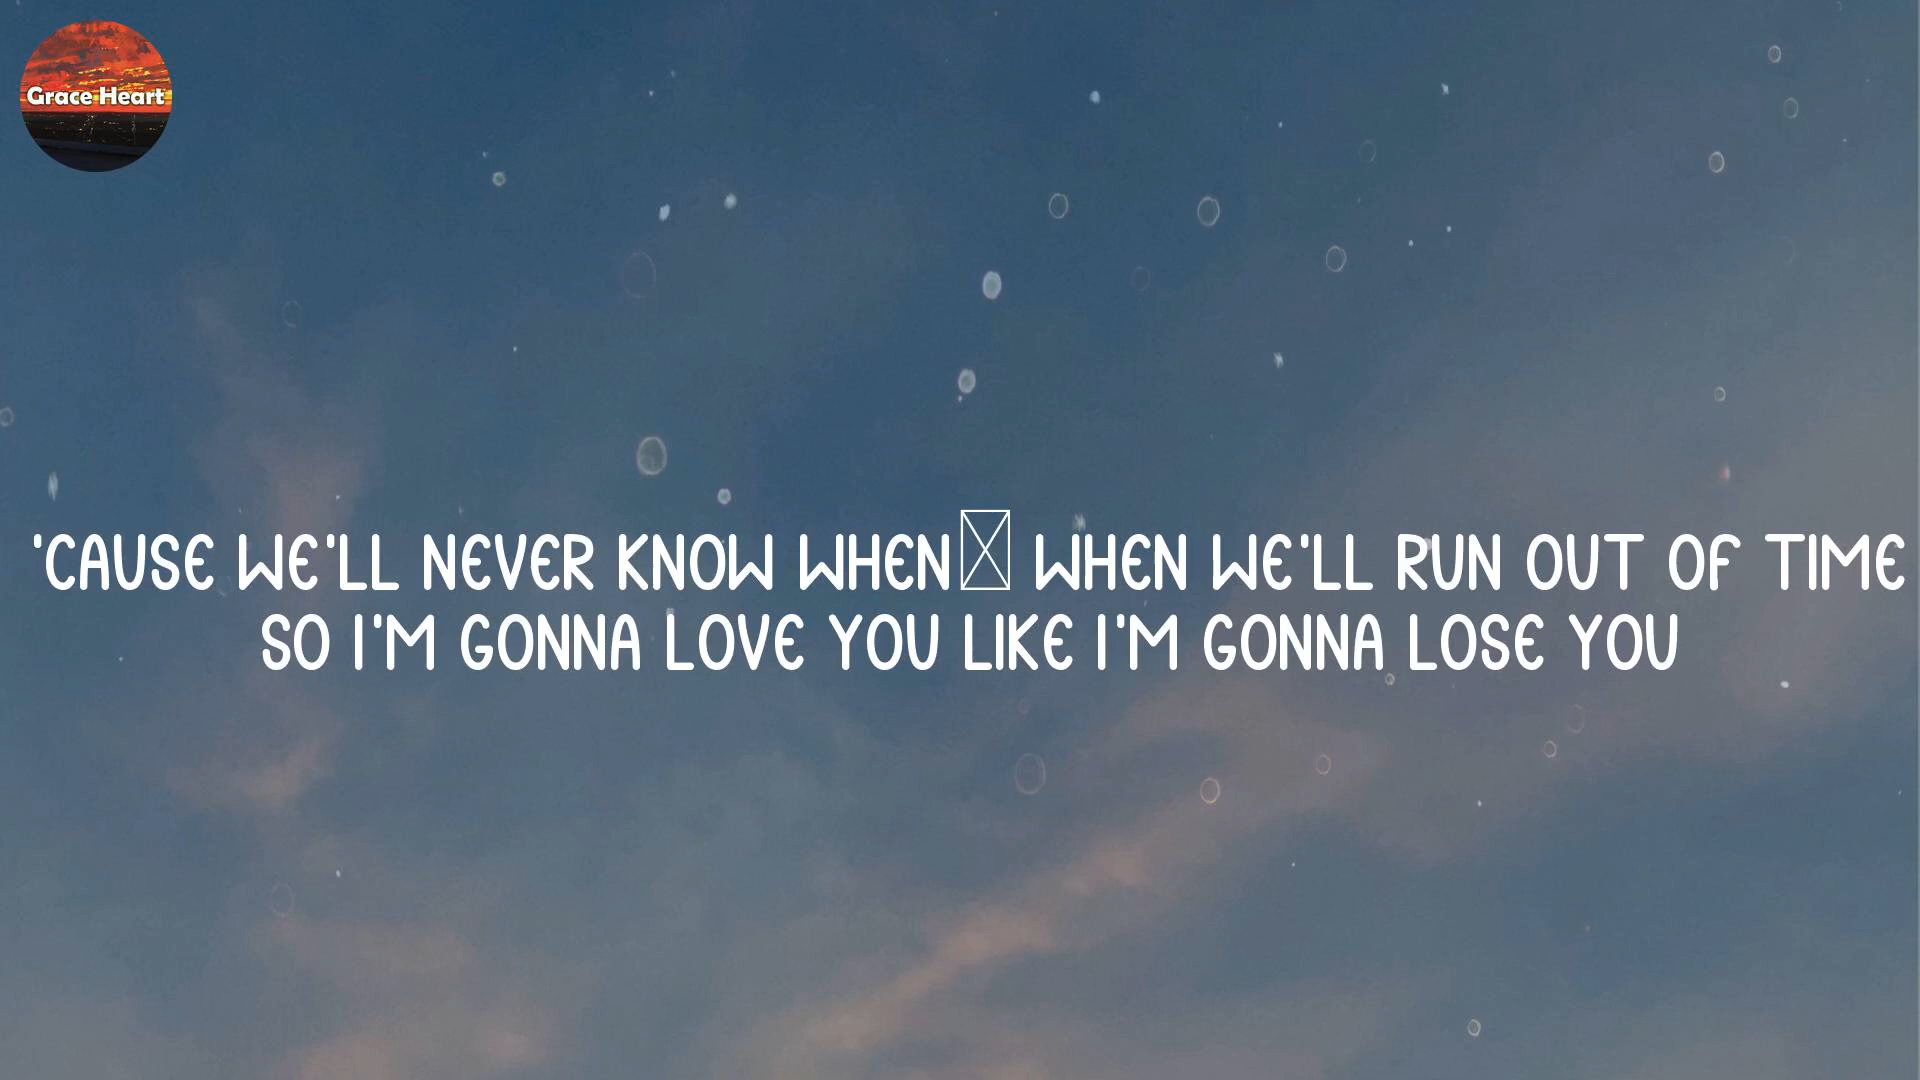 Grace Heart
'CAUSE WE'LL NEVER KNOW WHEN WHEN WE'LL RUN OUT OF TIME
SO I'M GONNA LOVE YOU LIKE I'M GONNA LOSE YOU